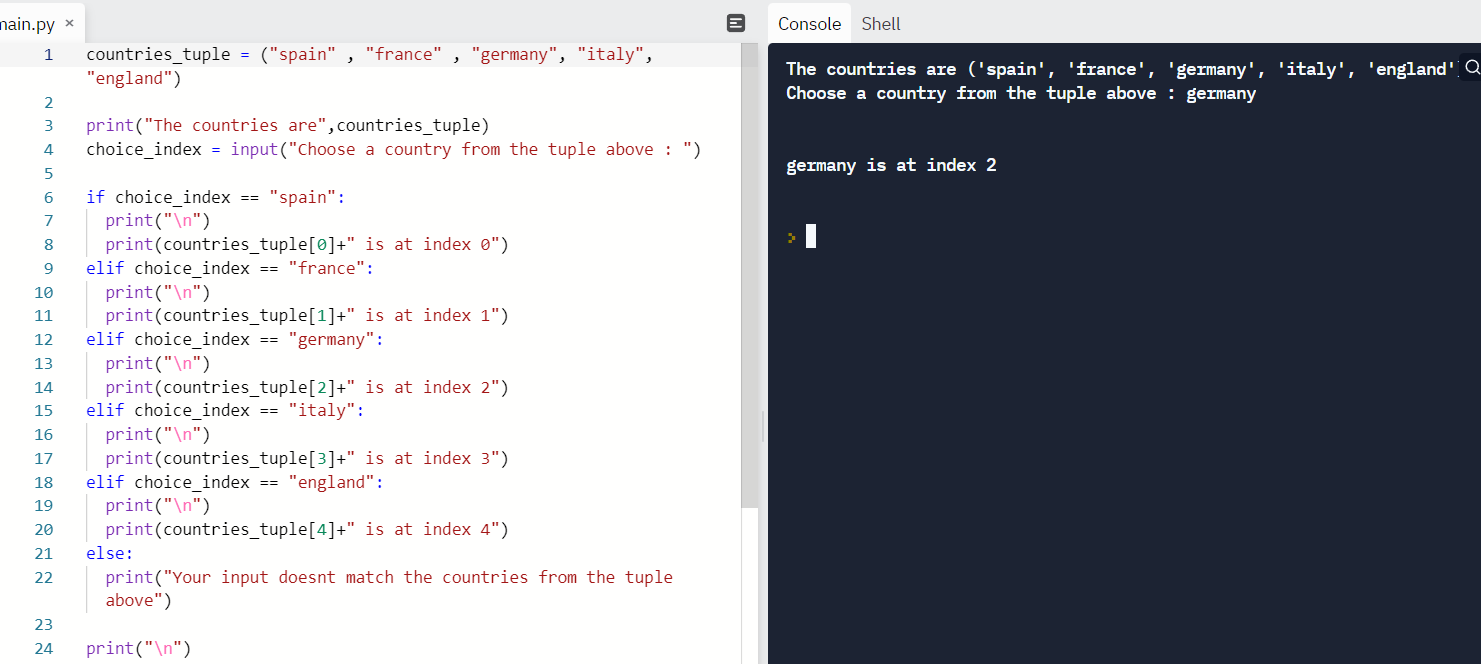 main.py ×
1 countries_tuple = ("spain" , "france" , "germany", "italy",
"england")
2
3 print("The countries are",countries_tuple)
4 choice_index = input("Choose a country from the tuple above : ")
5
6 if choice_index == "spain":
7 print("\n")
8 print(countries_tuple[0]+" is at index 0")
9 elif choice_index == "france":
10 print("\n")
11 print(countries_tuple[1]+" is at index 1")
12 elif choice_index == "germany":
13 print("\n")
14 print(countries_tuple[2]+" is at index 2")
15 elif choice_index == "italy":
16 print("\n")
17 print(countries_tuple[3]+" is at index 3")
18 elif choice_index == "england":
19 print("\n")
20 print(countries_tuple[4]+" is at index 4")
21 else:
22 print("Your input doesnt match the countries from the tuple
above")
23
24 print("\n")
Console Shell
The countries are ('spain', 'france', 'germany', 'italy', 'england')
Choose a country from the tuple above : germany
germany is at index 2
>